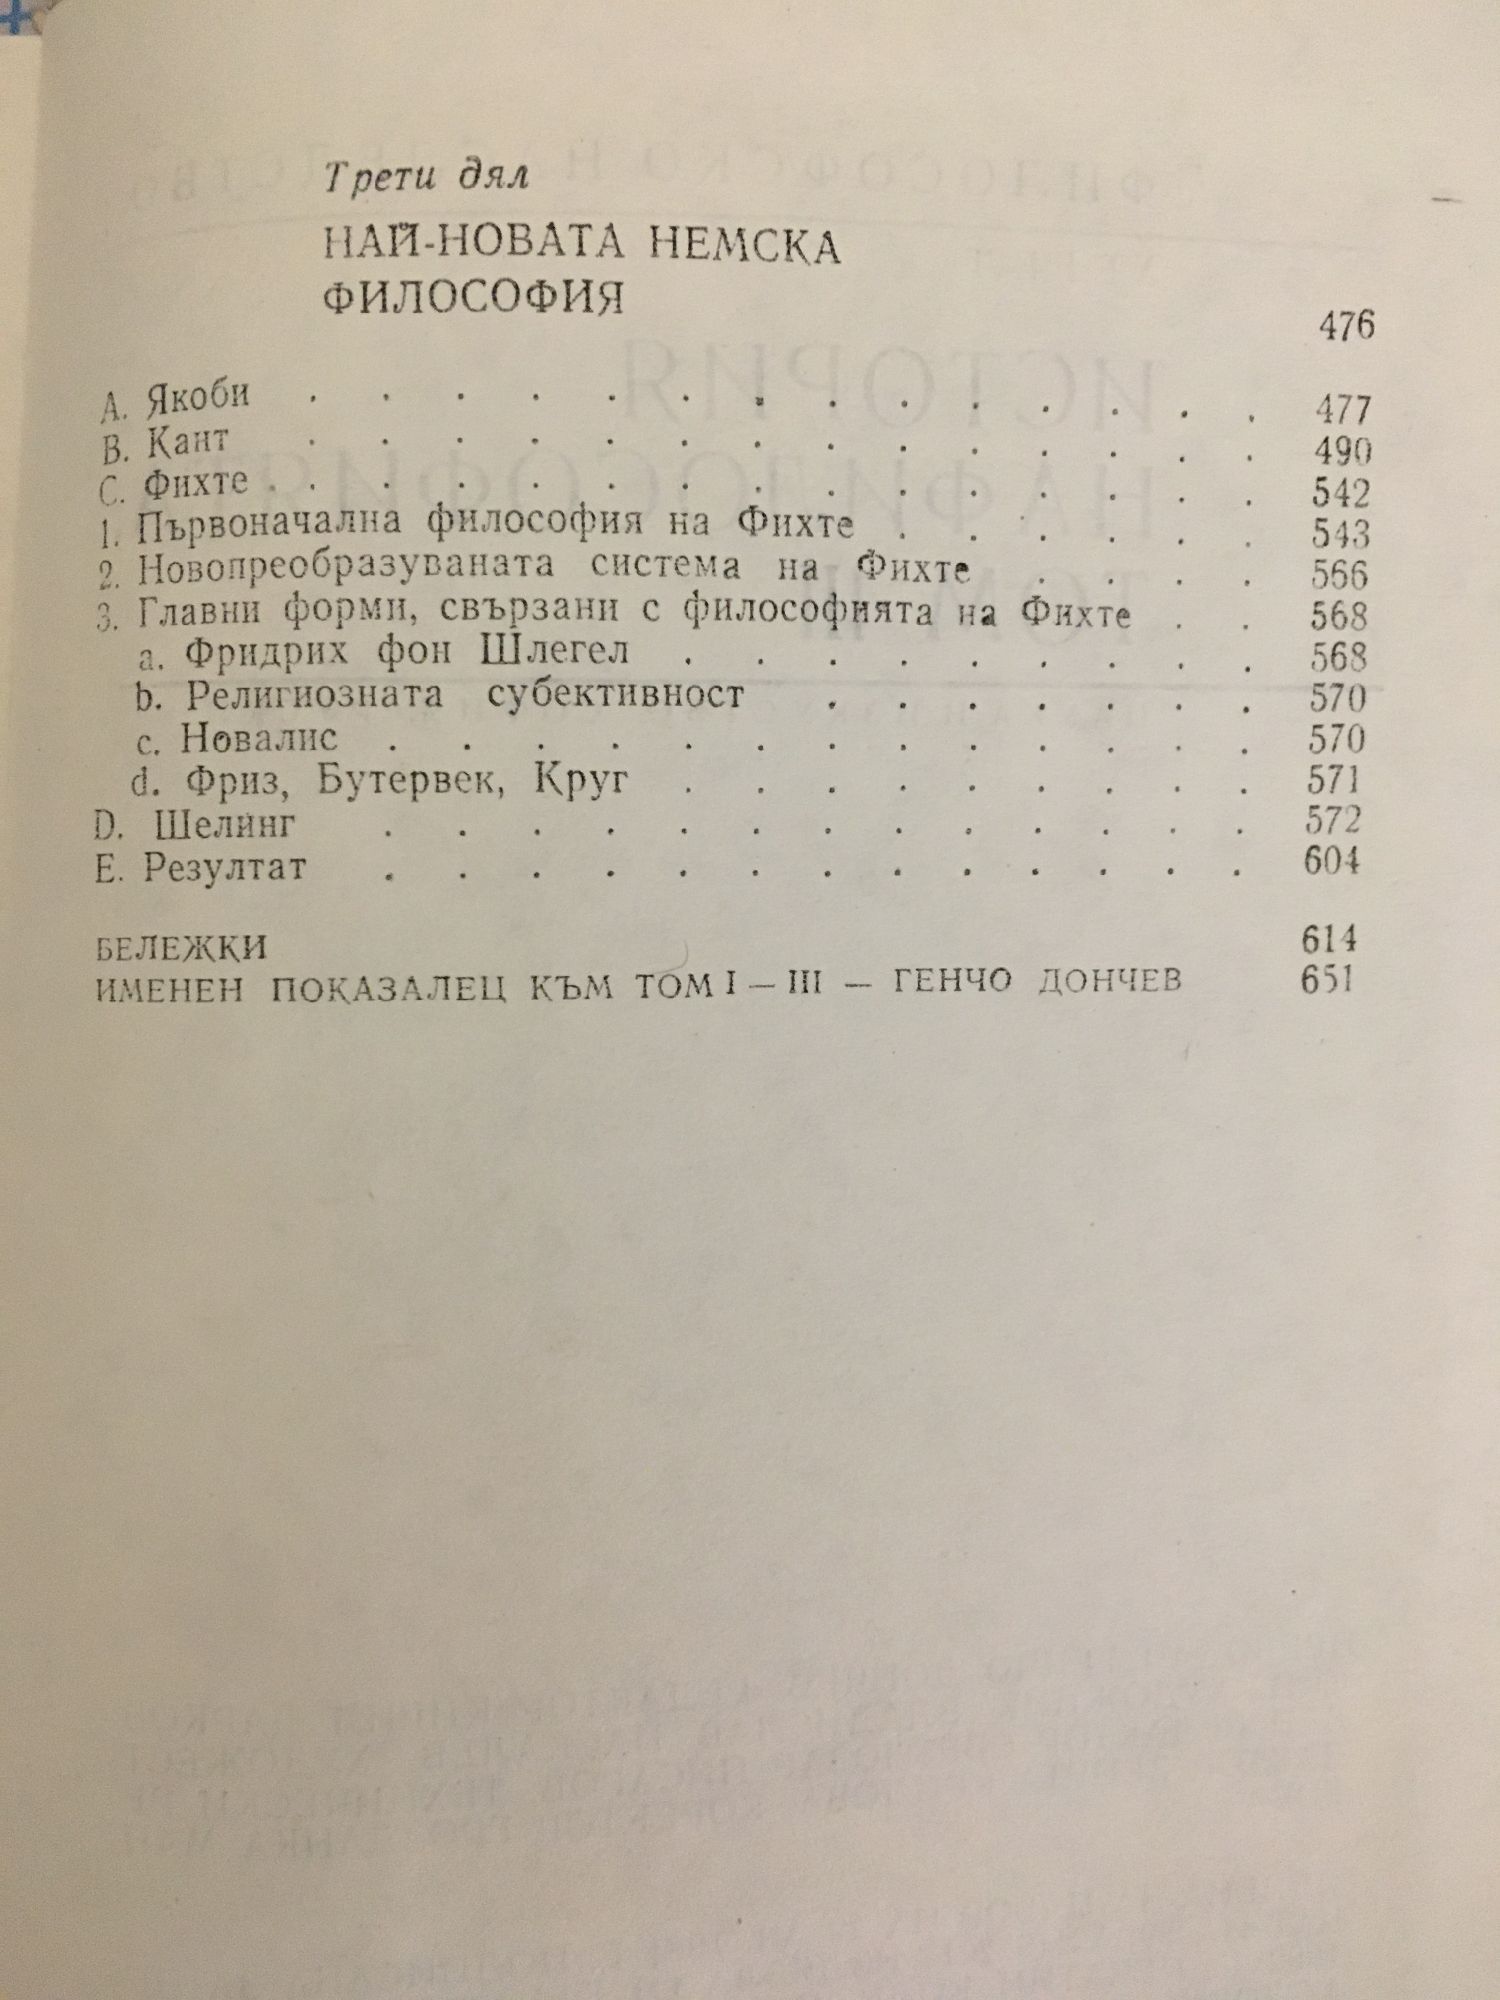 Трети дял
НАЙ-НОВАТА НЕМСКА
ФИЛОСОФИЯ 476
A. Якоби . . . . . . . . . . . . . . 477
B. Кант . . . . . . . . . . . . . . 490
C. Фихте . . . . . . . . . . . . . . . 542
1. Първоначална философия на Фихте . . . . . . 543
2. Новопреобразуваната система на Фихте . . . . 566
3. Главни форми, свързани с философията на Фихте . . 568
a. Фридрих фон Шлегел . . . . . . . . . 568
b. Религиозната субективност . . . . . . . 570
c. Новалис . . . . . . . . . . . . . 570
d. Фриз, Бутервек, Круг . . . . . . . . . 571
D. Шелинг . . . . . . . . . . . . . 572
E. Резултат . . . . . . . . . . . . . 604
БЕЛЕЖКИ 614
ИМЕНЕН ПОКАЗАЛЕЦ КЪМ ТОМ I — III — ГЕНЧО ДОНЧЕВ 651